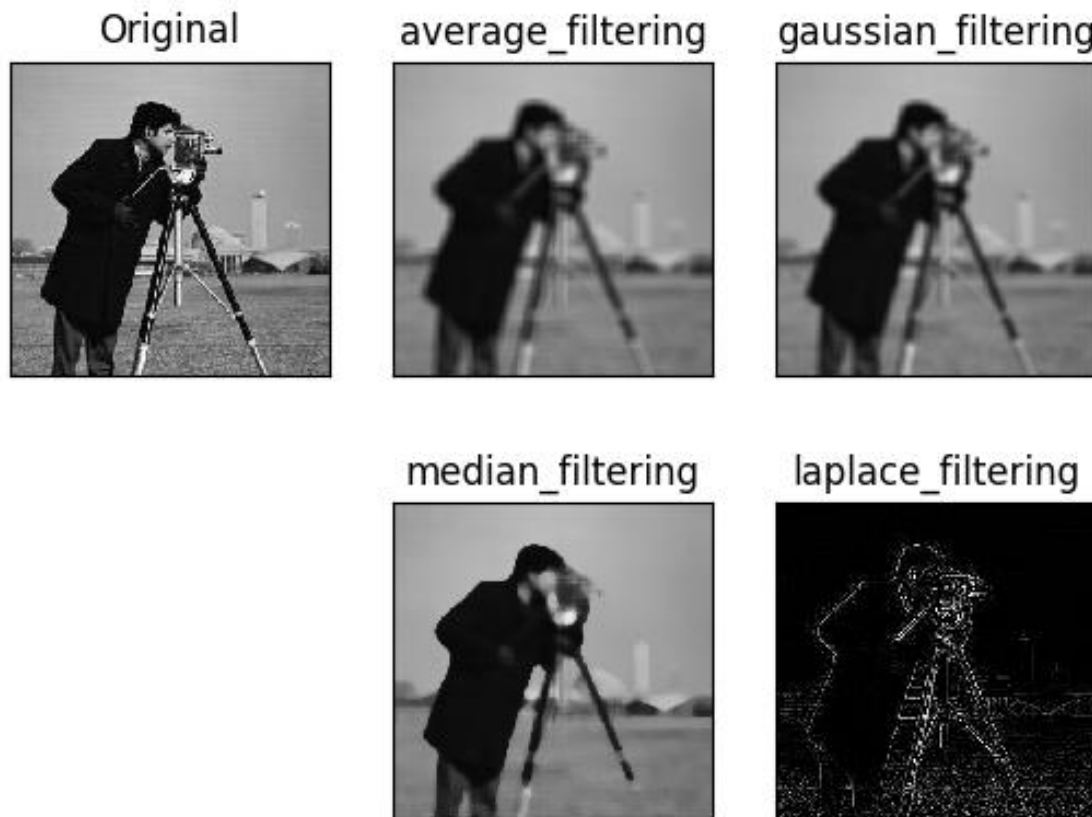 Original
average_filtering
gaussian_filtering
median_filtering
laplace_filtering